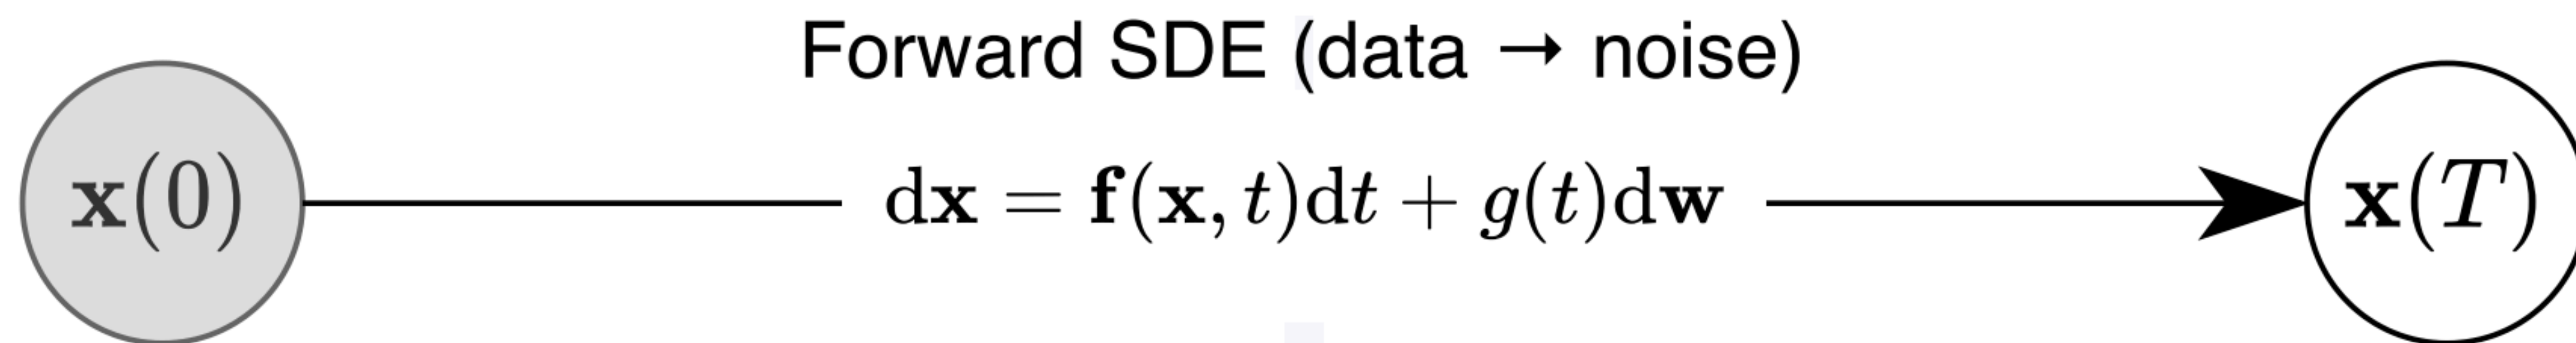 Forward SDE (data → noise)
x(0)
dx = f(x, t)dt + g(t)dw
x(T)